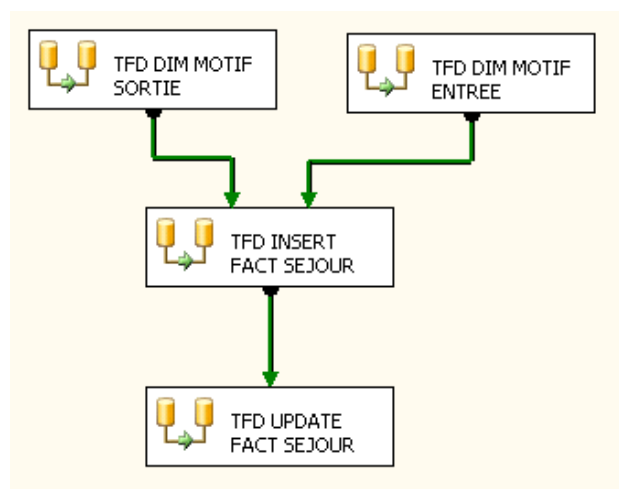 TFD DIM MOTIF
SORTIE
TFD DIM MOTIF
ENTREE
TFD INSERT
FACT SEJOUR
TFD UPDATE
FACT SEJOUR